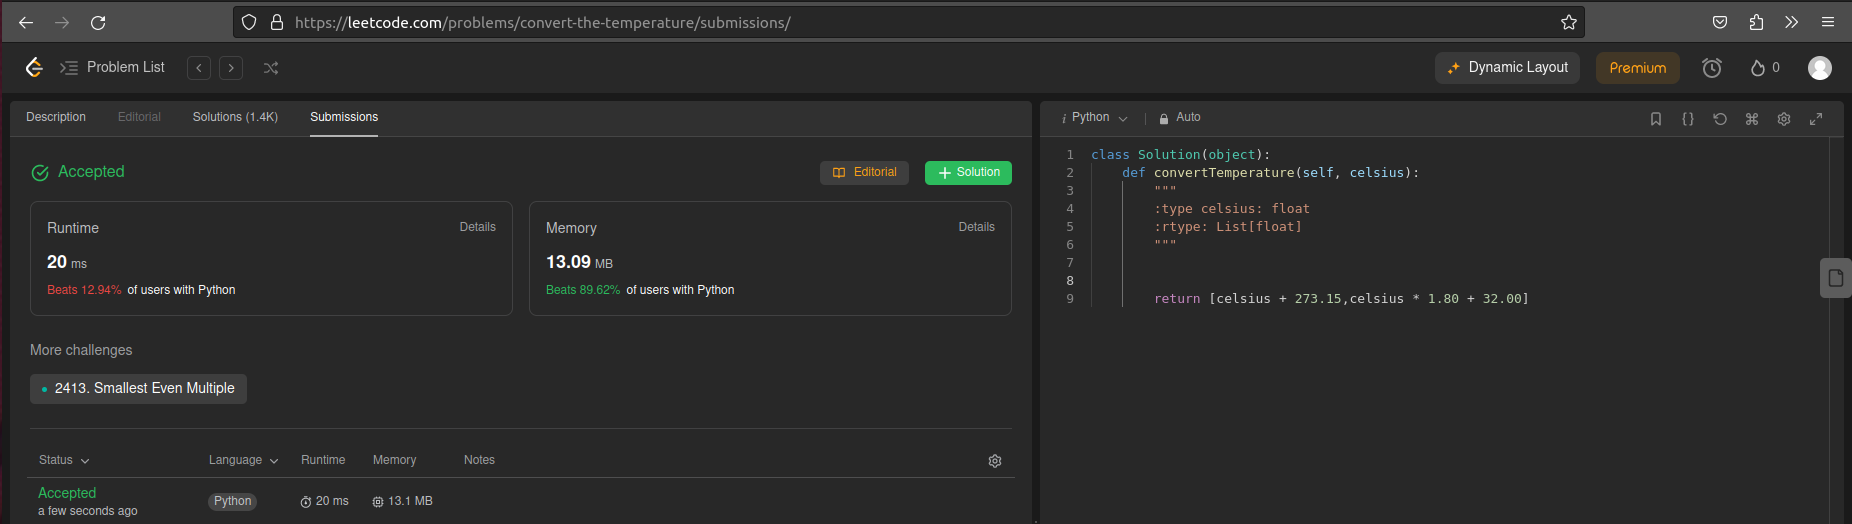 https://leetcode.com/problems/convert-the-temperature/submissions/
Problem List
Dynamic Layout
Premium
0
Description Editorial Solutions (1.4K) Submissions
Accepted
Editorial
Solution
Runtime Details
20 ms
Beats 12.94% of users with Python
Memory Details
13.09 MB
Beats 89.62% of users with Python
More challenges
2413. Smallest Even Multiple
Status Language Runtime Memory Notes
Accepted
a few seconds ago
Python 20 ms 13.1 MB
i Python Auto
{}
1 class Solution(object):
2 def convertTemperature(self, celsius):
3 """
4 :type celsius: float
5 :rtype: List[float]
6 """
7
8
9 return [celsius + 273.15,celsius * 1.80 + 32.00]